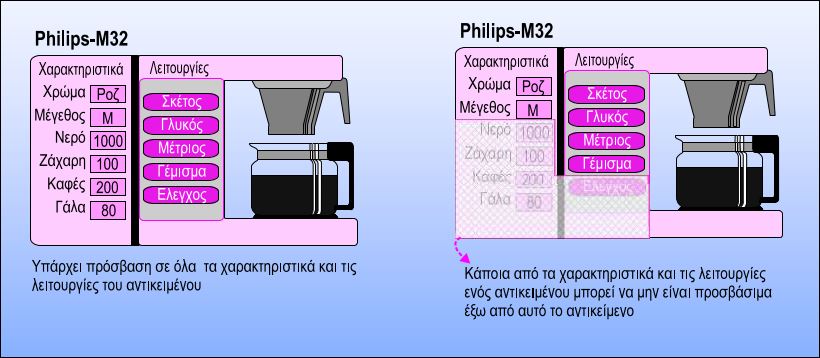 Philips-M32
Χαρακτηριστικά
Λειτουργίες
Χρώμα Ροζ
Μέγεθος Μ
Νερό 1000
Ζάχαρη 100
Καφές 200
Γάλα 80
Σκέτος
Γλυκός
Μέτριος
Γέμισμα
Ελεγχος
Υπάρχει πρόσβαση σε όλα τα χαρακτηριστικά και τις
λειτουργίες του αντικειμένου
Philips-M32
Χαρακτηριστικά
Λειτουργίες
Χρώμα Ροζ
Μέγεθος Μ
Νερό 1000
Ζάχαρη 100
Καφές 200
Γάλα 80
Σκέτος
Γλυκός
Μέτριος
Γέμισμα
Ελεγχος
Κάποια από τα χαρακτηριστικά και τις λειτουργίες
ενός αντικειμένου μπορεί να μην είναι προσβάσιμα
έξω από αυτό το αντικείμενο